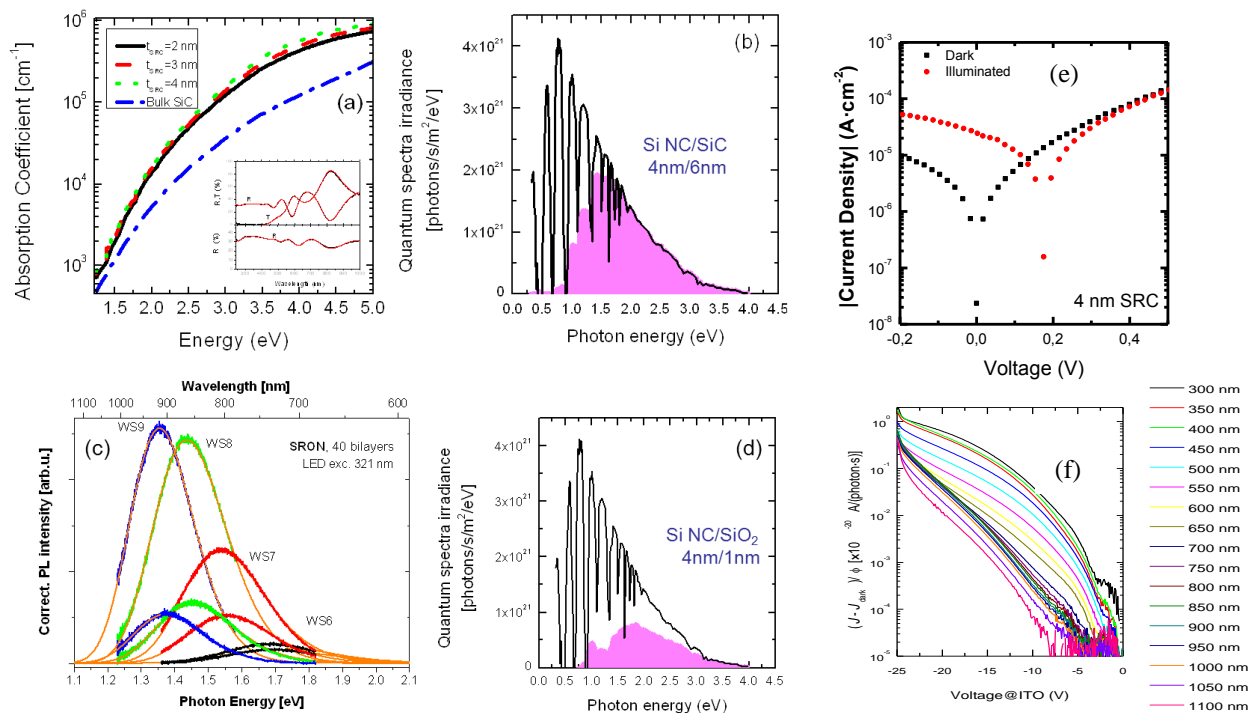 10^6
10^5
10^4
10^3
Absorption Coefficient [cm^-1]
t_SRC=2 nm
t_SRC=3 nm
t_SRC=4 nm
Bulk SiC
(a)
R,T (%)
R
T
R (%)
R
Wavelength (nm)
1.5 2.0 2.5 3.0 3.5 4.0 4.5 5.0
Energy (eV)
Quantum spectra irradiance
[photons/s/m²/eV]
4x10^21
3x10^21
2x10^21
1x10^21
0
(b)
Si NC/SiC
4nm/6nm
0.0 0.5 1.0 1.5 2.0 2.5 3.0 3.5 4.0 4.5
Photon energy (eV)
|Current Density| (A·cm^-2)
10^-3
10^-4
10^-5
10^-6
10^-7
10^-8
Dark
Illuminated
(e)
4 nm SRC
-0,2 0,0 0,2 0,4
Voltage (V)
Wavelength [nm]
1100 1000 900 800 700 600
Correct. PL intensity [arb.u.]
(c)
WS9
WS8
WS7
WS6
SRON, 40 bilayers
LED exc. 321 nm
1.1 1.2 1.3 1.4 1.5 1.6 1.7 1.8 1.9 2.0 2.1
Photon Energy [eV]
Quantum spectra irradiance
[photons/s/m²/eV]
4x10^21
3x10^21
2x10^21
1x10^21
0
(d)
Si NC/SiO₂
4nm/1nm
0.0 0.5 1.0 1.5 2.0 2.5 3.0 3.5 4.0 4.5
Photon energy (eV)
(J - J_dark)/ ϕ [x10^-20 A/(photon·s)]
10^0
10^-1
10^-2
10^-3
10^-4
10^-5
(f)
-25 -20 -15 -10 -5 0
Voltage@ITO (V)
300 nm
350 nm
400 nm
450 nm
500 nm
550 nm
600 nm
650 nm
700 nm
750 nm
800 nm
850 nm
900 nm
950 nm
1000 nm
1050 nm
1100 nm